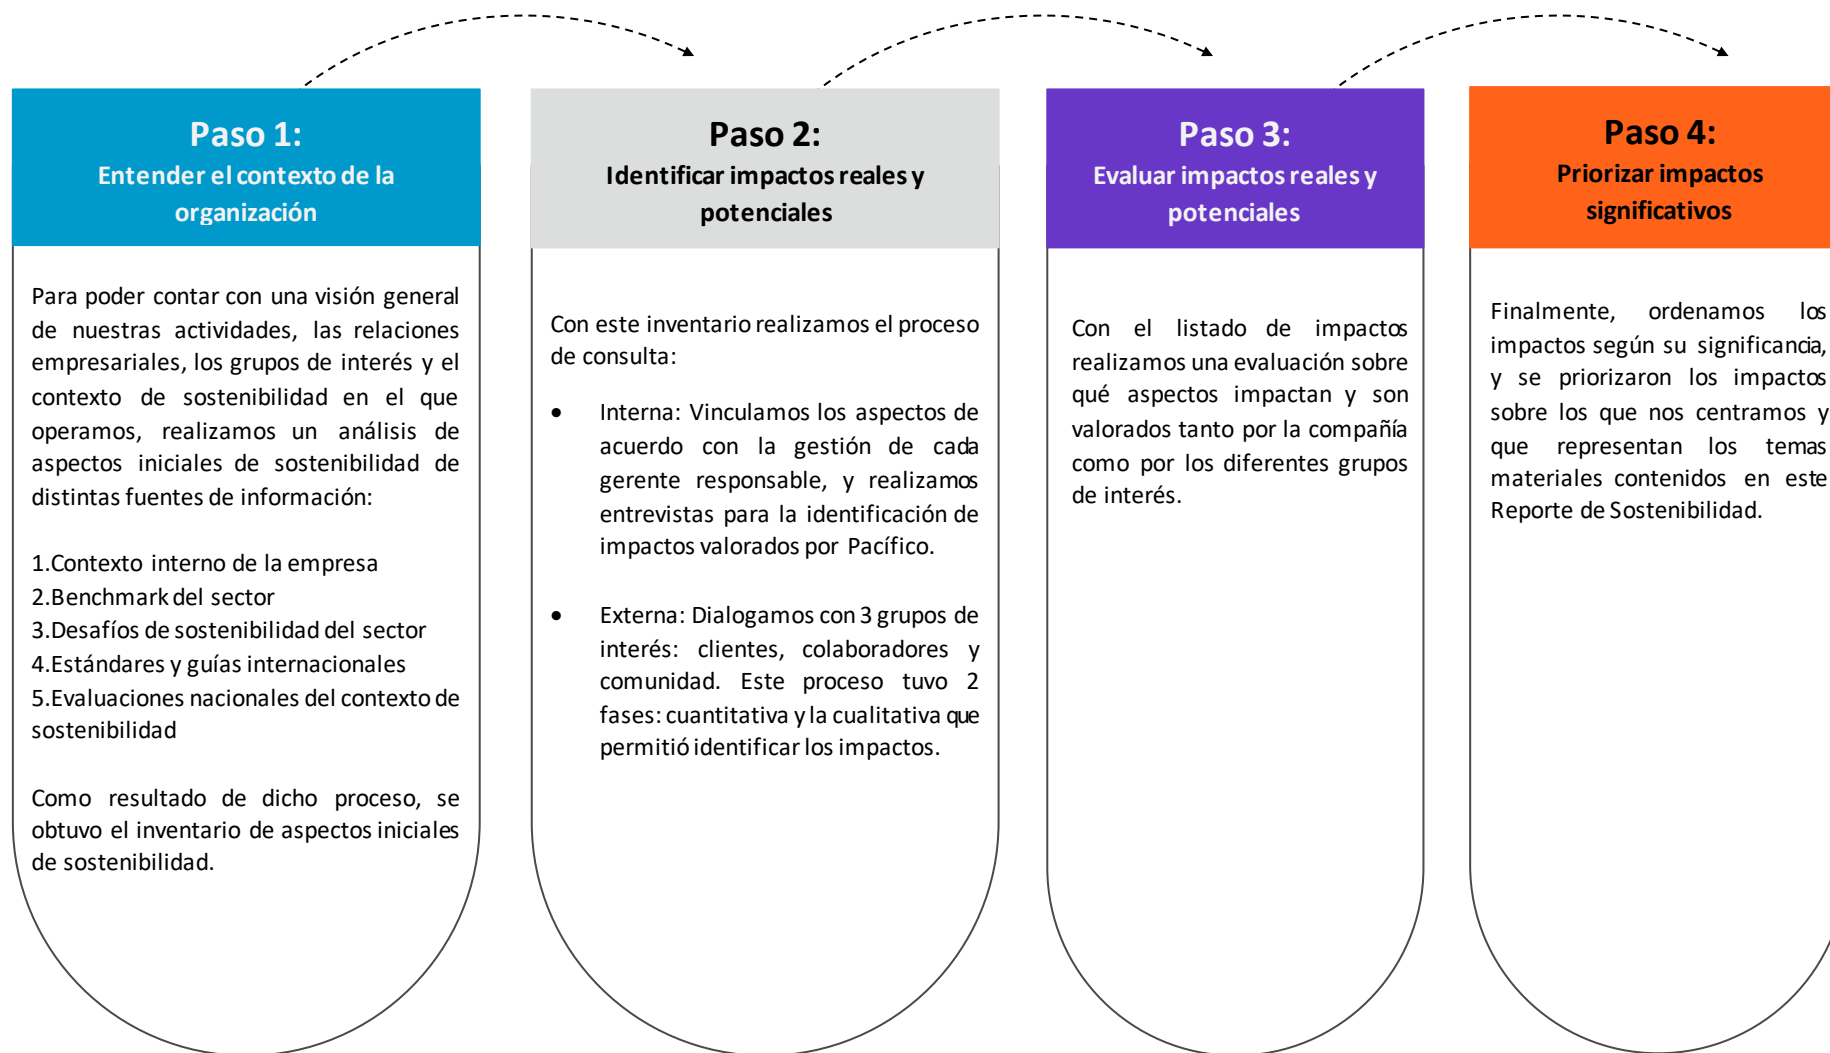 Paso 1:
Entender el contexto de la
organización
Para poder contar con una visión general
de nuestras actividades, las relaciones
empresariales, los grupos de interés y el
contexto de sostenibilidad en el que
operamos, realizamos un análisis de
aspectos iniciales de sostenibilidad de
distintas fuentes de información:
1.Contexto interno de la empresa
2.Benchmark del sector
3.Desafíos de sostenibilidad del sector
4.Estándares y guías internacionales
5.Evaluaciones nacionales del contexto de
sostenibilidad
Como resultado de dicho proceso, se
obtuvo el inventario de aspectos iniciales
de sostenibilidad.
Paso 2:
Identificar impactos reales y
potenciales
Con este inventario realizamos el proceso
de consulta:
• Interna: Vinculamos los aspectos de
acuerdo con la gestión de cada
gerente responsable, y realizamos
entrevistas para la identificación de
impactos valorados por Pacífico.
• Externa: Dialogamos con 3 grupos de
interés: clientes, colaboradores y
comunidad. Este proceso tuvo 2
fases: cuantitativa y la cualitativa que
permitió identificar los impactos.
Paso 3:
Evaluar impactos reales y
potenciales
Con el listado de impactos
realizamos una evaluación sobre
qué aspectos impactan y son
valorados tanto por la compañía
como por los diferentes grupos
de interés.
Paso 4:
Priorizar impactos
significativos
Finalmente, ordenamos los
impactos según su significancia,
y se priorizaron los impactos
sobre los que nos centramos y
que representan los temas
materiales contenidos en este
Reporte de Sostenibilidad.